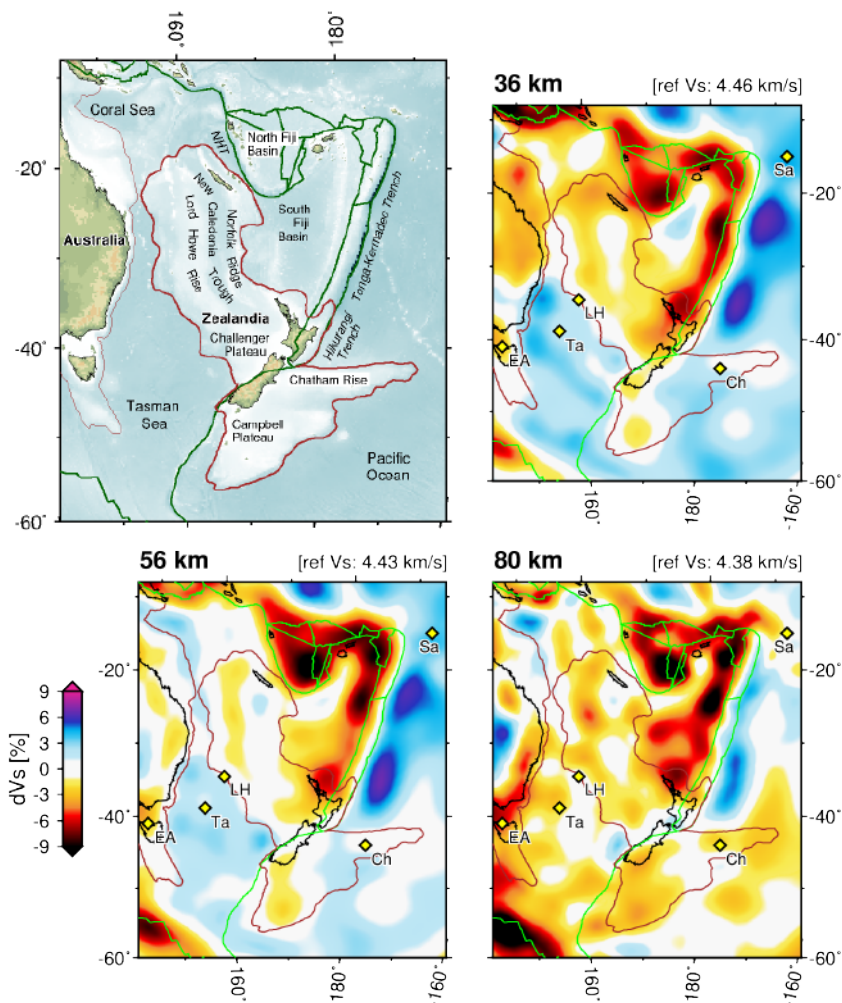 160°
180°
Coral Sea
NHT
North Fiji
Basin
-20°
New
Caledonia
Trough
Norfolk Ridge
Lord Howe Rise
South
Fiji
Basin
Tonga-Kermadec Trench
Australia
Zealandia
Challenger
Plateau
Hikurangi
Trench
-40°
Chatham Rise
Tasman
Sea
Campbell
Plateau
Pacific
Ocean
-60°
36 km
[ref Vs: 4.46 km/s]
Sa
-20°
LH
Ta
EA
Ch
-40°
-60°
160°
180°
-160°
56 km
[ref Vs: 4.43 km/s]
-20°
Sa
LH
Ta
EA
Ch
-40°
-60°
160°
180°
-160°
dVs [%]
9
6
3
0
-3
-6
-9
80 km
[ref Vs: 4.38 km/s]
Sa
-20°
LH
Ta
EA
Ch
-40°
-60°
160°
180°
-160°